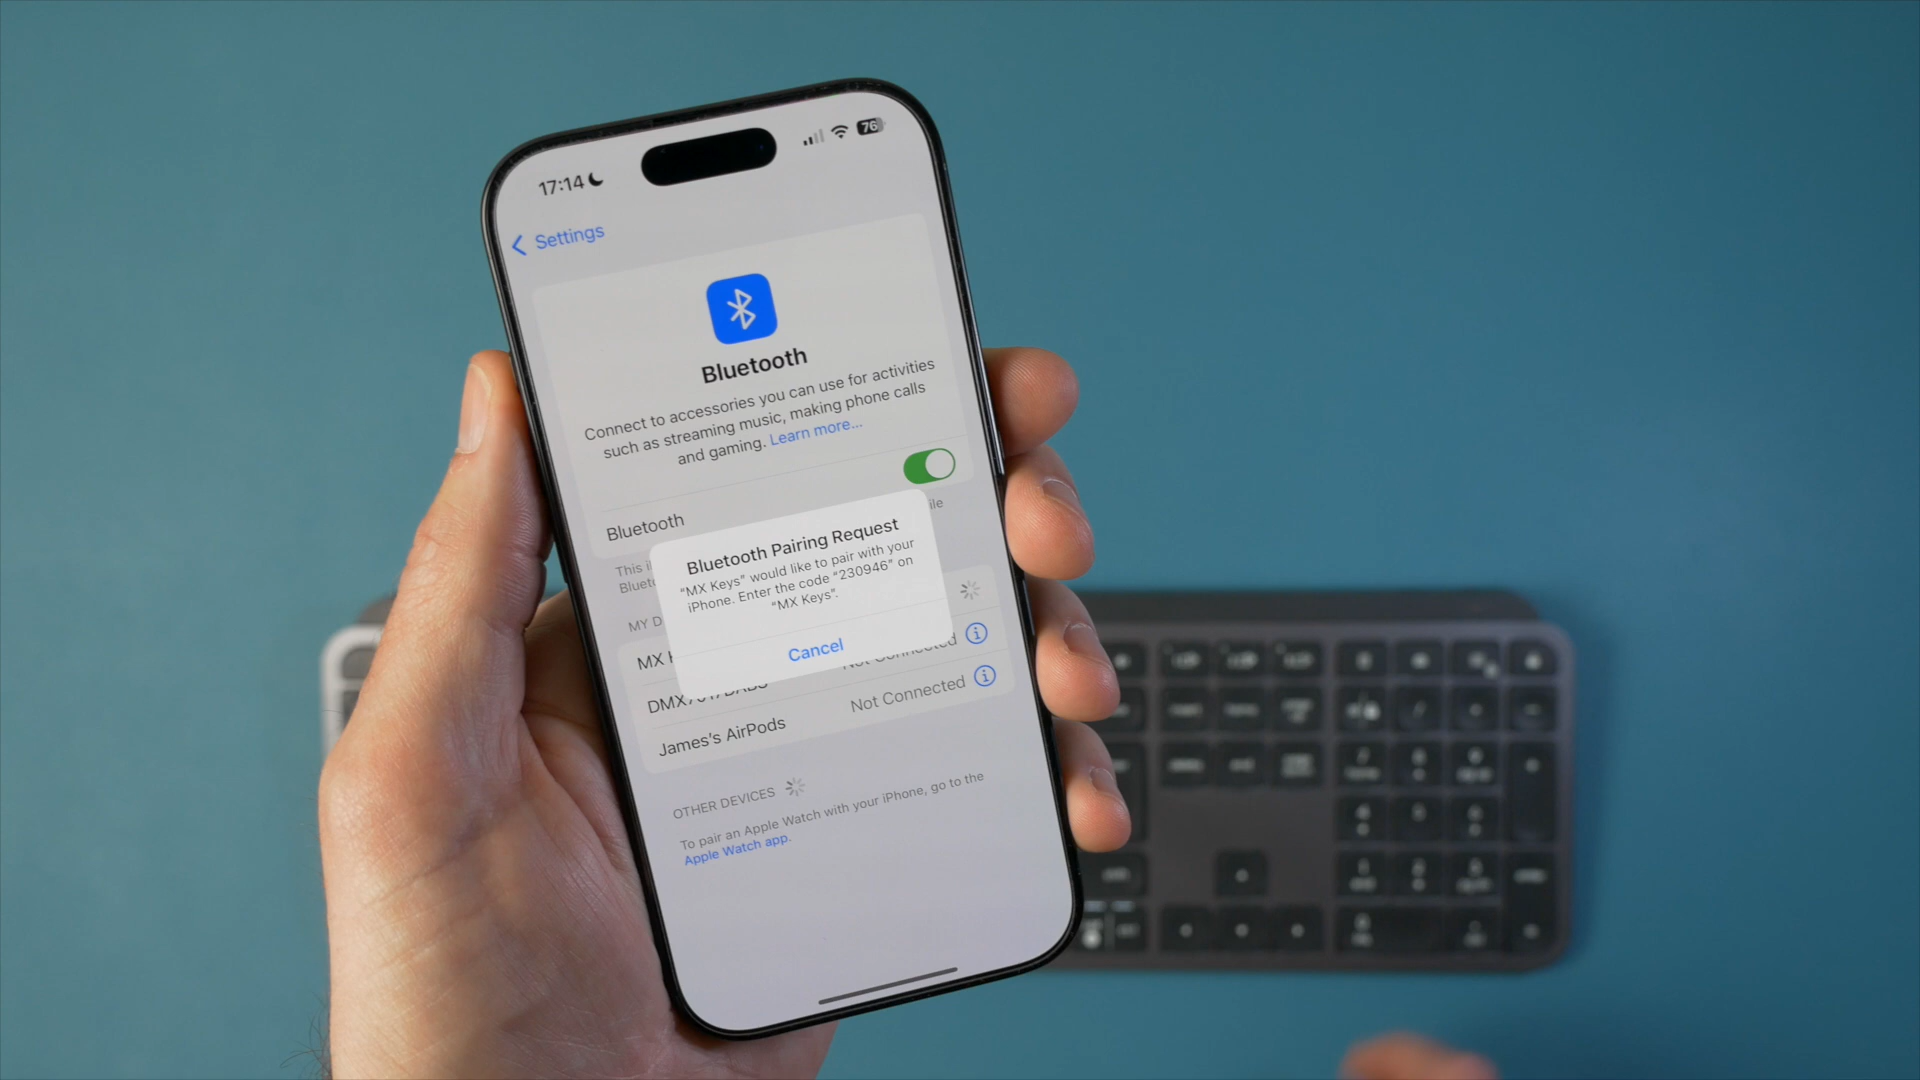 17:14
76
Settings
Bluetooth
Connect to accessories you can use for activities
such as streaming music, making phone calls
and gaming. Learn more...
Bluetooth
This i
ile
Bluet
MY D
Bluetooth Pairing Request
"MX Keys" would like to pair with your
iPhone. Enter the code "230946" on
"MX Keys".
Cancel
MX
Not Connected
James's AirPods
Not Connected
OTHER DEVICES
To pair an Apple Watch with your iPhone, go to the
Apple Watch app.